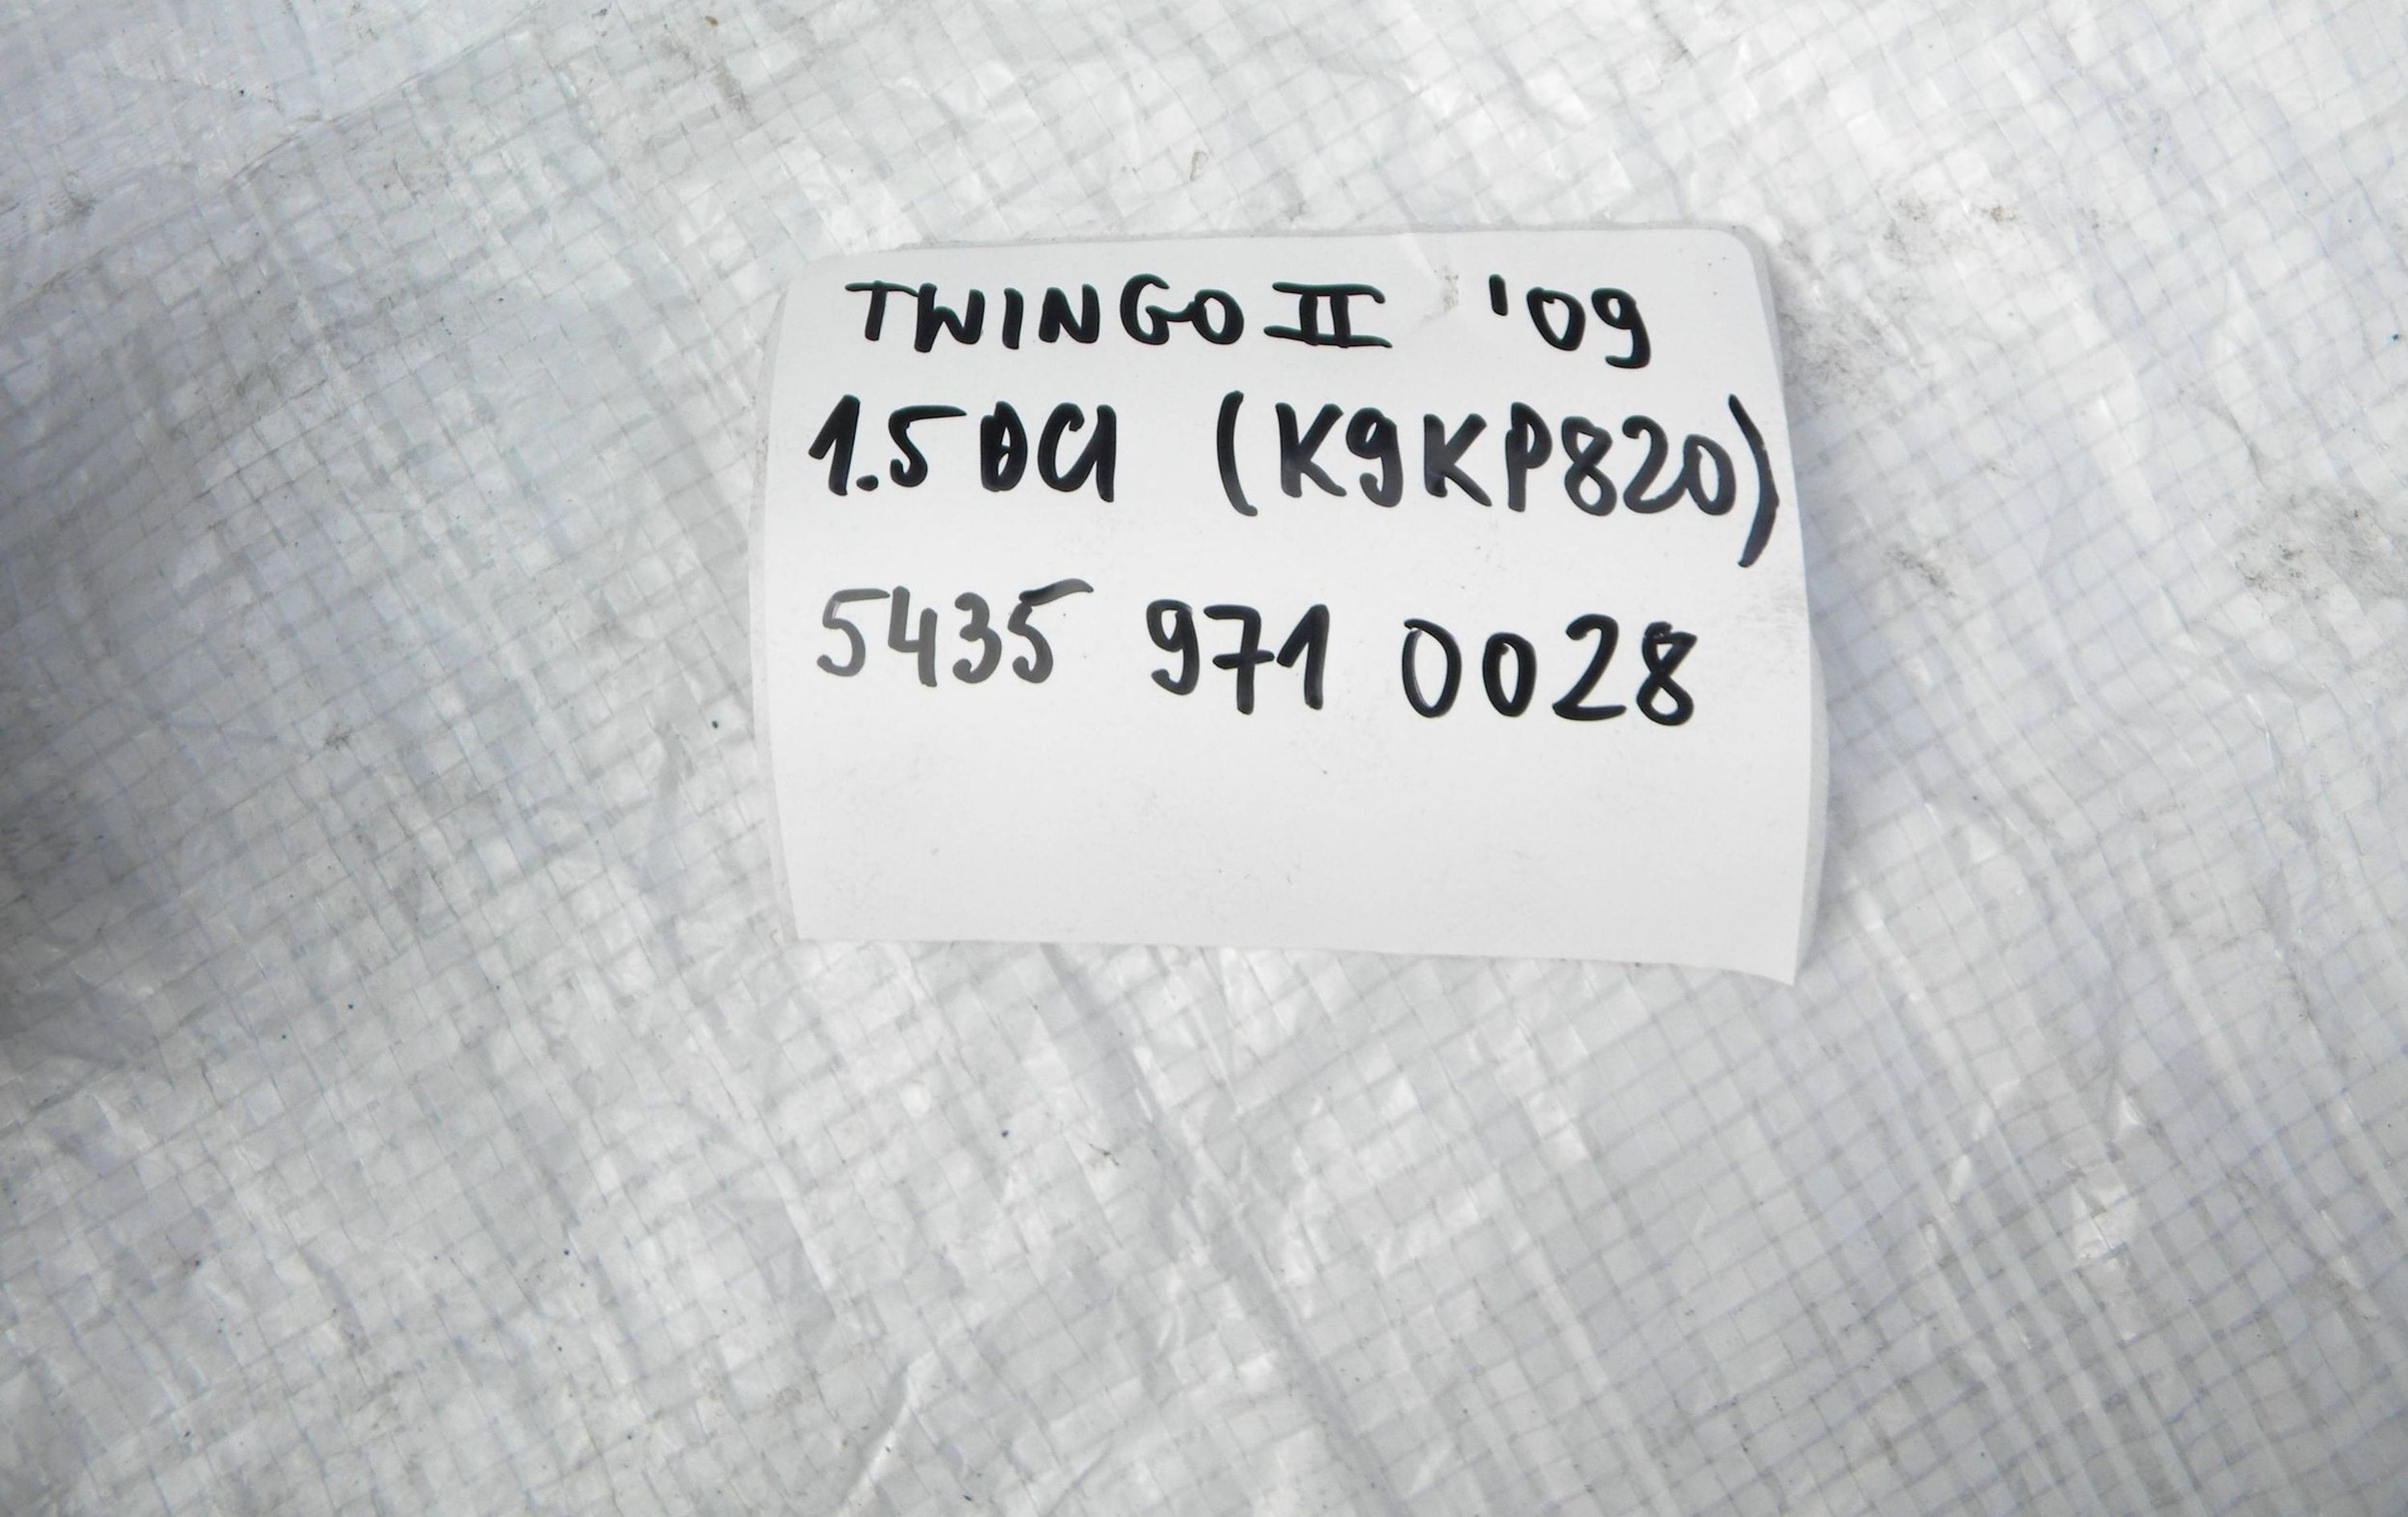 TWINGO II '09
1.5 DCI (K9KP820)
5435 971 0028